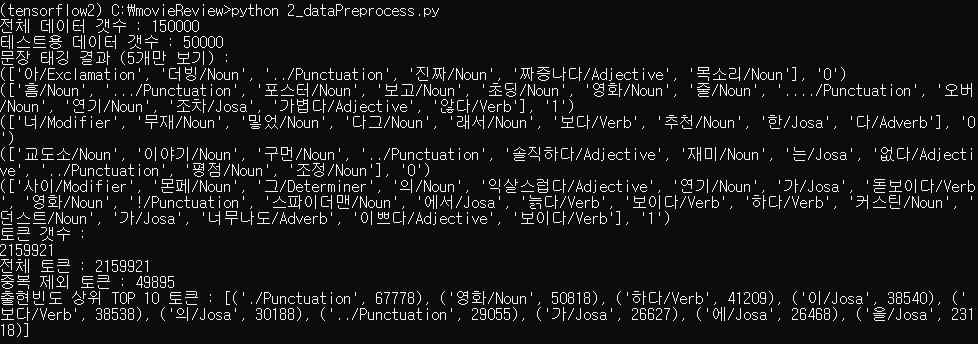 (tensorflow2) C:\movieReview>python 2_dataPreprocess.py
전체 데이터 갯수 : 150000
테스트용 데이터 갯수 : 50000
문장 태깅 결과 (5개만 보기) :
(['아/Exclamation', '더빙/Noun', '../Punctuation', '진짜/Noun', '짜증나다/Adjective', '목소리/Noun'], '0')
(['흠/Noun', '.../Punctuation', '포스터/Noun', '보고/Noun', '초딩/Noun', '영화/Noun', '줄/Noun', '..../Punctuation', '오버
/Noun', '연기/Noun', '조차/Josa', '가볍다/Adjective', '않다/Verb'], '1')
(['너/Modifier', '무재/Noun', '밓었/Noun', '다그/Noun', '래서/Noun', '보다/Verb', '추천/Noun', '한/Josa', '다/Adverb'], '0
')
(['교도소/Noun', '이야기/Noun', '구먼/Noun', '../Punctuation', '솔직하다/Adjective', '재미/Noun', '는/Josa', '없다/Adjecti
ve', '../Punctuation', '평점/Noun', '조정/Noun'], '0')
(['사이/Modifier', '몬페/Noun', '그/Determiner', '의/Noun', '익살스럽다/Adjective', '연기/Noun', '가/Josa', '돋보이다/Verb
', '영화/Noun', '!/Punctuation', '스파이더맨/Noun', '에서/Josa', '늙다/Verb', '보이다/Verb', '하다/Verb', '커스틴/Noun', '
던스트/Noun', '가/Josa', '너무나도/Adverb', '이쁘다/Adjective', '보이다/Verb'], '1')
토큰 갯수 :
2159921
전체 토큰 : 2159921
중복 제외 토큰 : 49895
출현빈도 상위 TOP 10 토큰 : [('./Punctuation', 67778), ('영화/Noun', 50818), ('하다/Verb', 41209), ('이/Josa', 38540), ('
보다/Verb', 38538), ('의/Josa', 30188), ('../Punctuation', 29055), ('가/Josa', 26627), ('에/Josa', 26468), ('을/Josa', 231
18)]